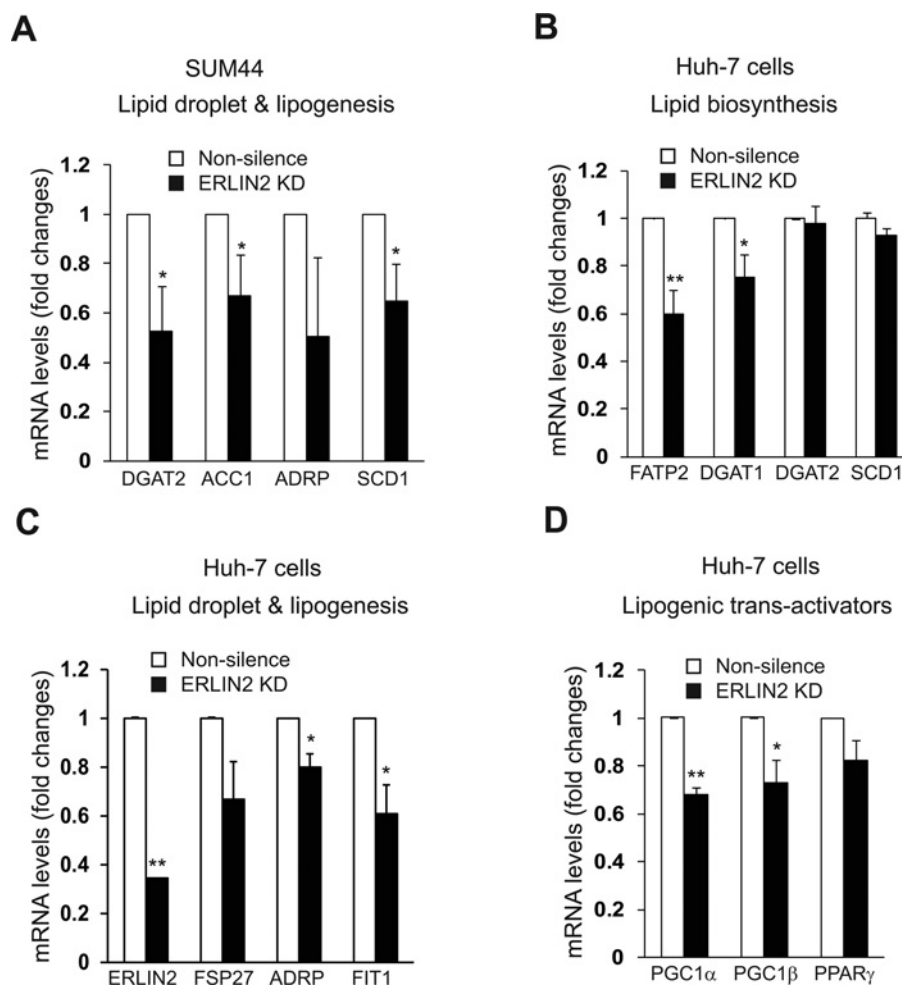 A
SUM44
Lipid droplet & lipogenesis
Non-silence
ERLIN2 KD
mRNA levels (fold changes)
1.2
1
0.8
0.6
0.4
0.2
0
*
*
*
DGAT2 ACC1 ADRP SCD1
B
Huh-7 cells
Lipid biosynthesis
Non-silence
ERLIN2 KD
mRNA levels (fold changes)
1.2
1
0.8
0.6
0.4
0.2
0
**
*
FATP2 DGAT1 DGAT2 SCD1
C
Huh-7 cells
Lipid droplet & lipogenesis
Non-silence
ERLIN2 KD
mRNA levels (fold changes)
1.2
1
0.8
0.6
0.4
0.2
0
**
*
*
ERLIN2 FSP27 ADRP FIT1
D
Huh-7 cells
Lipogenic trans-activators
Non-silence
ERLIN2 KD
mRNA levels (fold changes)
1.2
1
0.8
0.6
0.4
0.2
0
**
*
PGC1α PGC1β PPARγ